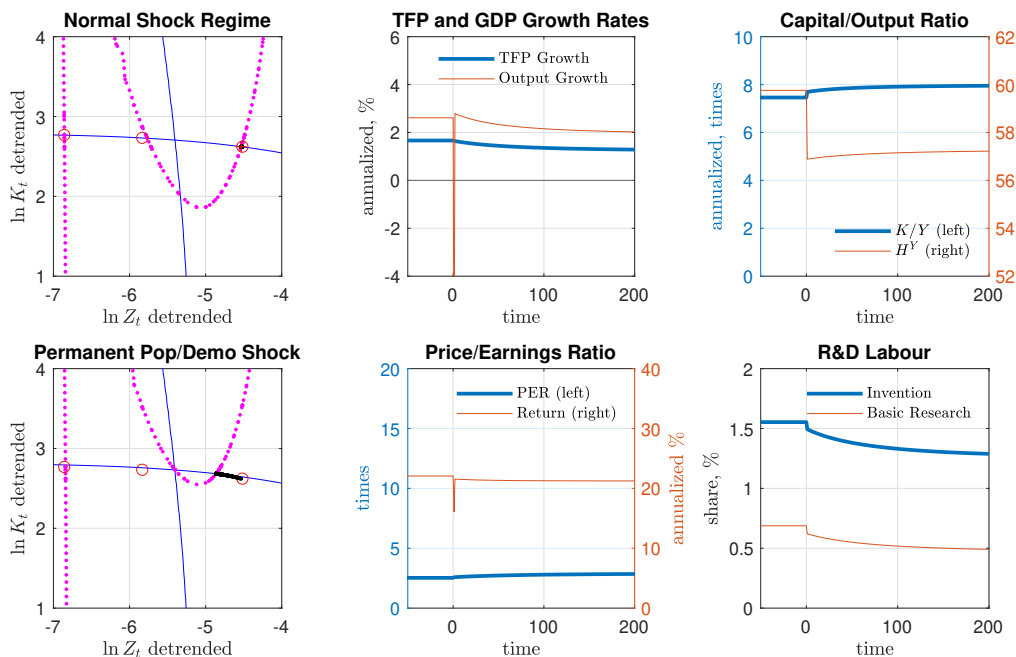 Normal Shock Regime
4
3
2
1
-7
-6
-5
-4
ln K_t detrended
ln Z_t detrended
TFP and GDP Growth Rates
6
4
2
0
-2
-4
0
100
200
annualized, %
time
TFP Growth
Output Growth
Capital/Output Ratio
10
8
6
4
2
0
62
60
58
56
54
52
0
100
200
annualized, times
time
K/Y (left)
H^Y (right)
Permanent Pop/Demo Shock
4
3
2
1
-7
-6
-5
-4
ln K_t detrended
ln Z_t detrended
Price/Earnings Ratio
20
15
10
5
0
40
30
20
10
0
0
100
200
times
annualized %
time
PER (left)
Return (right)
R&D Labour
2
1.5
1
0.5
0
0
100
200
share, %
time
Invention
Basic Research